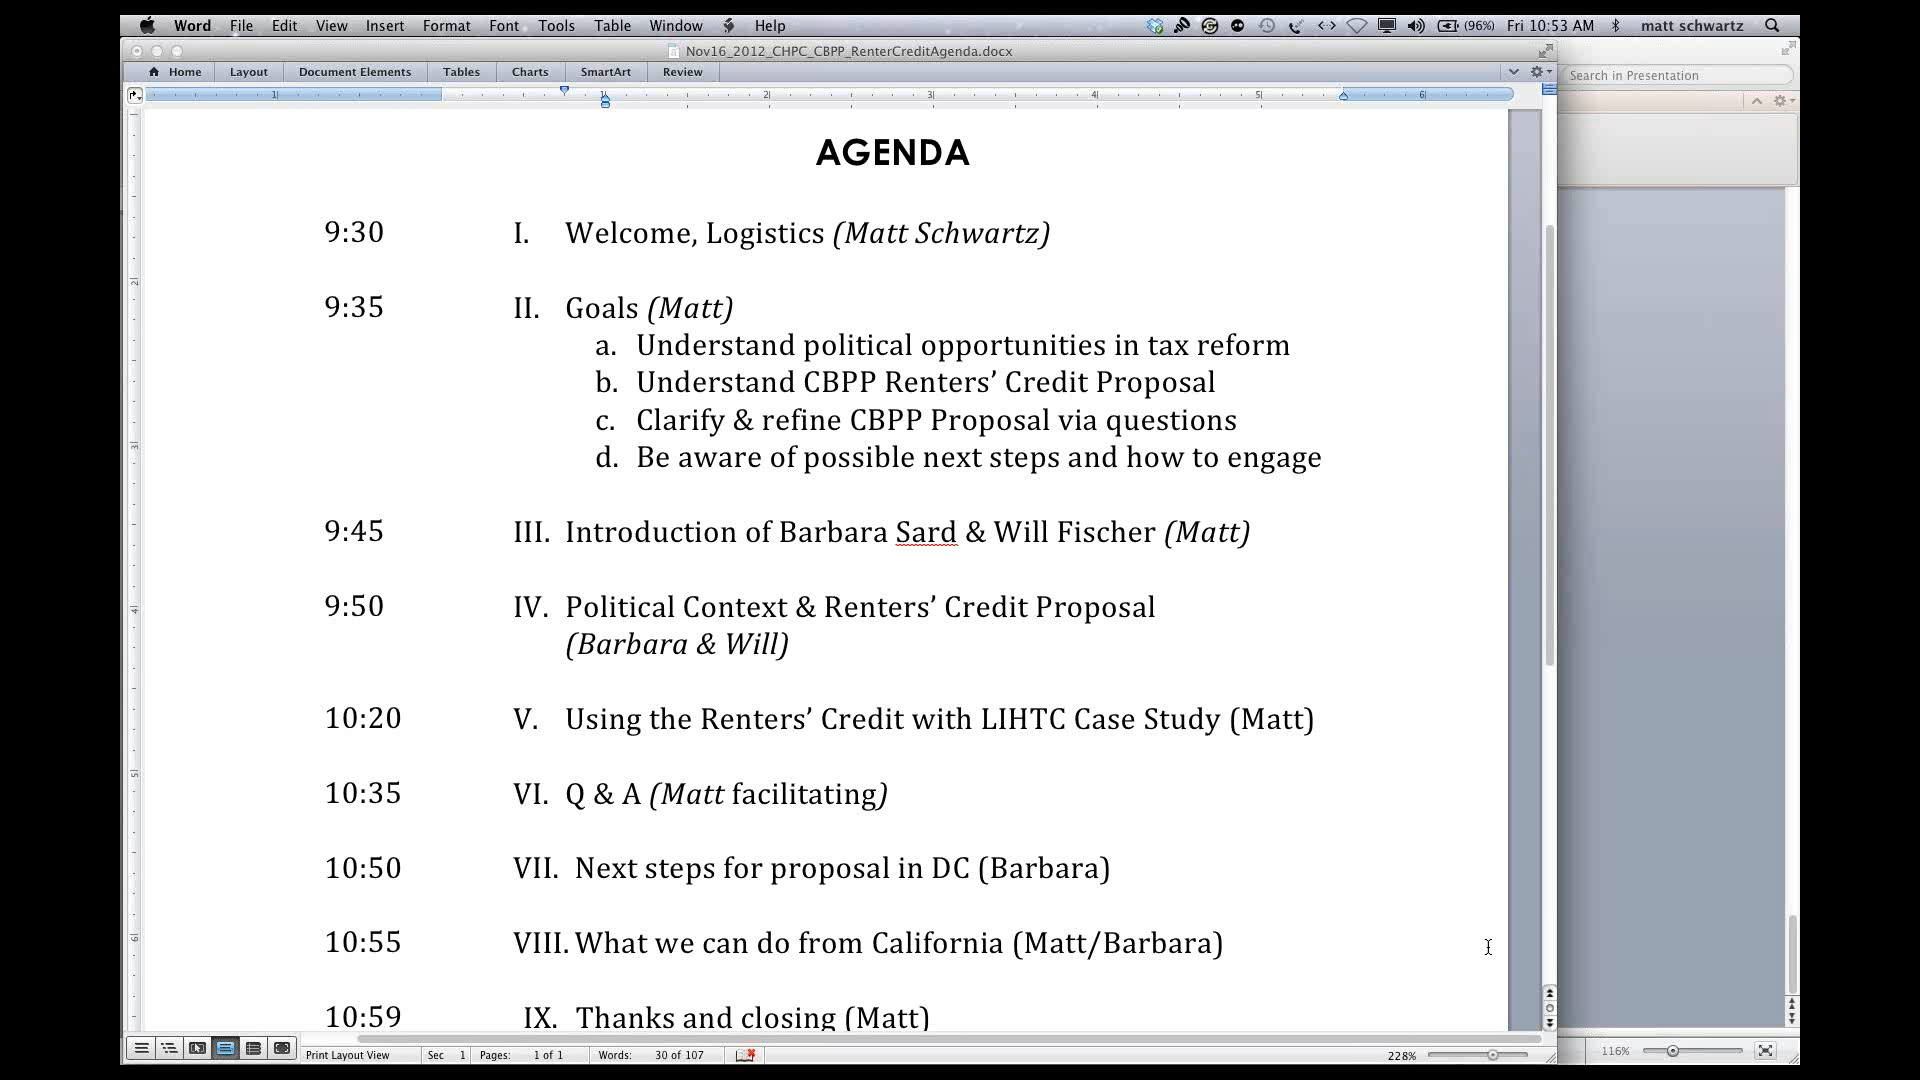 Word File Edit View Insert Format Font Tools Table Window Help (96%) Fri 10:53 AM matt schwartz
Nov16_2012_CHPC_CBPP_RenterCreditAgenda.docx
Home Layout Document Elements Tables Charts SmartArt Review
Search in Presentation
1 1 2 3 4 5 6
AGENDA
9:30 I. Welcome, Logistics (Matt Schwartz)
9:35 II. Goals (Matt)
a. Understand political opportunities in tax reform
b. Understand CBPP Renters’ Credit Proposal
c. Clarify & refine CBPP Proposal via questions
d. Be aware of possible next steps and how to engage
9:45 III. Introduction of Barbara Sard & Will Fischer (Matt)
9:50 IV. Political Context & Renters’ Credit Proposal
(Barbara & Will)
10:20 V. Using the Renters’ Credit with LIHTC Case Study (Matt)
10:35 VI. Q & A (Matt facilitating)
10:50 VII. Next steps for proposal in DC (Barbara)
10:55 VIII. What we can do from California (Matt/Barbara)
10:59 IX. Thanks and closing (Matt)
Print Layout View Sec 1 Pages: 1 of 1 Words: 30 of 107 228% 116%